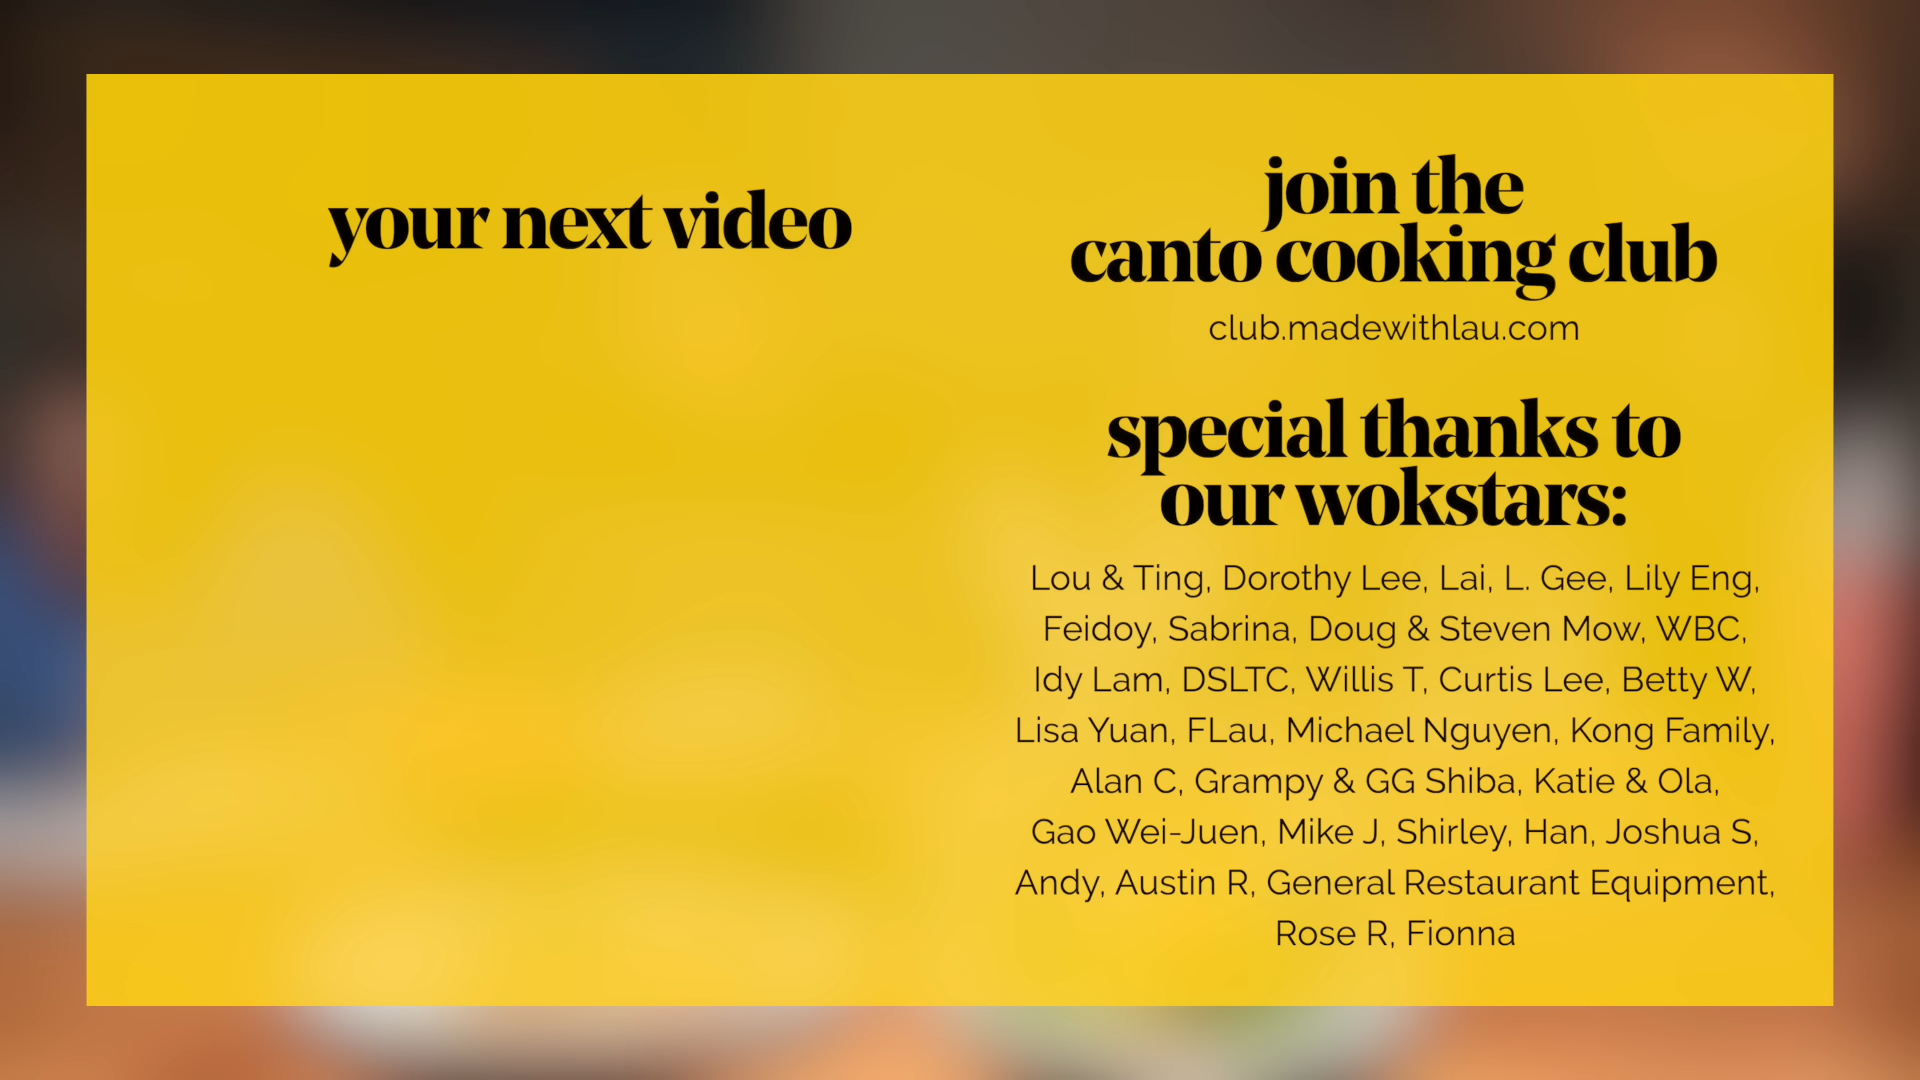 your next video
join the
canto cooking club
club.madewithlau.com
special thanks to
our wokstars:
Lou & Ting, Dorothy Lee, Lai, L. Gee, Lily Eng,
Feidoy, Sabrina, Doug & Steven Mow, WBC,
Idy Lam, DSLTC, Willis T, Curtis Lee, Betty W,
Lisa Yuan, FLau, Michael Nguyen, Kong Family,
Alan C, Grampy & GG Shiba, Katie & Ola,
Gao Wei-Juen, Mike J, Shirley, Han, Joshua S,
Andy, Austin R, General Restaurant Equipment,
Rose R, Fionna